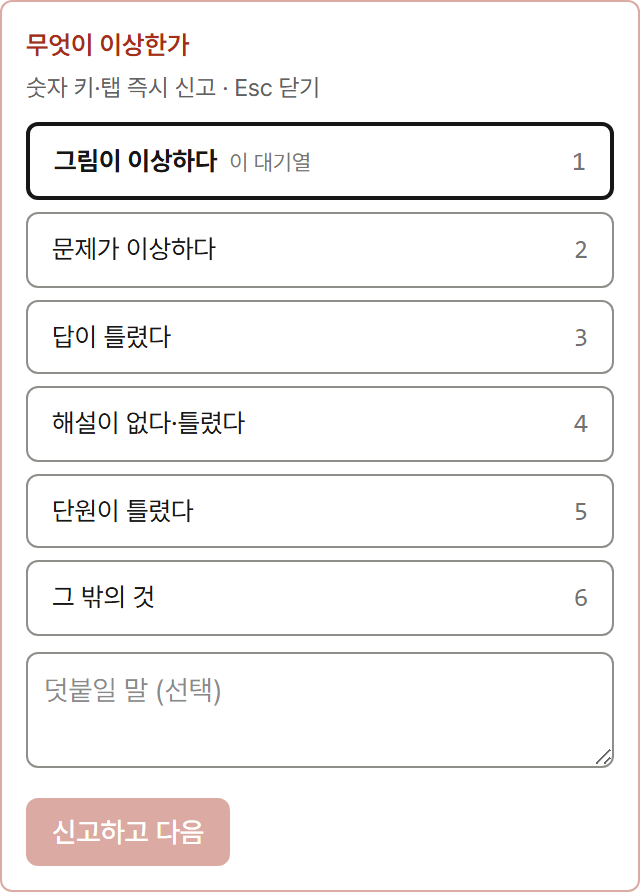 무엇이 이상한가
숫자 키·탭 즉시 신고 · Esc 닫기
그림이 이상하다 이 대기열 1
문제가 이상하다 2
답이 틀렸다 3
해설이 없다·틀렸다 4
단원이 틀렸다 5
그 밖의 것 6
덧붙일 말 (선택)
신고하고 다음